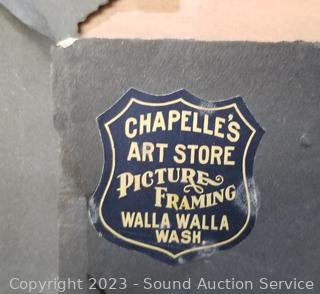 CHAPELLE'S
ART STORE
PICTURE
FRAMING
WALLA WALLA
WASH.
Copyright 2023 - Sound Auction Service